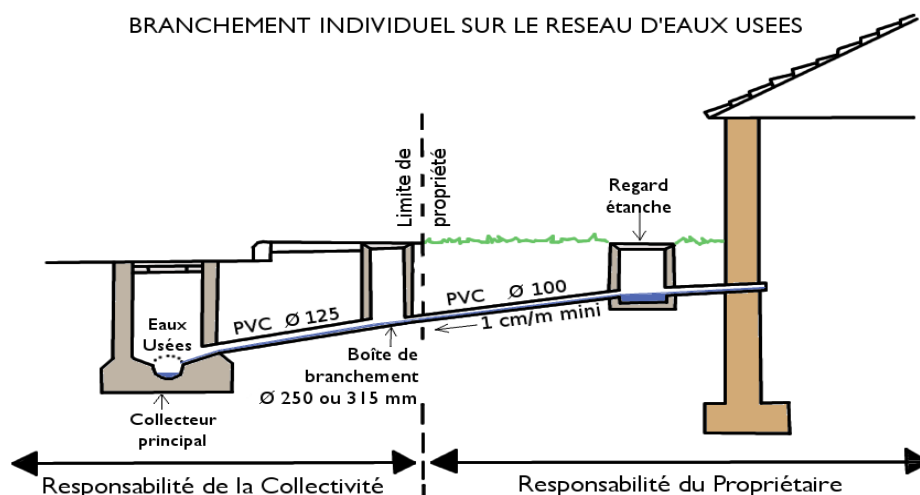 BRANCHEMENT INDIVIDUEL SUR LE RESEAU D'EAUX USEES
Limite de
propriété
Regard
étanche
PVC Ø 125
PVC Ø 100
1 cm/m mini
Eaux
Usées
Boîte de
branchement
Ø 250 ou 315 mm
Collecteur
principal
Responsabilité de la Collectivité
Responsabilité du Propriétaire